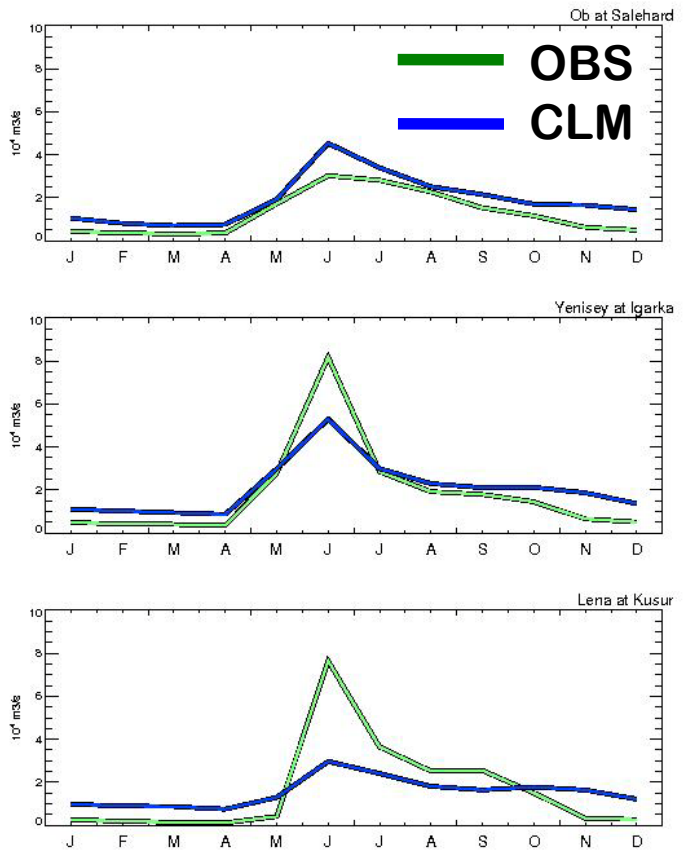 Ob at Salehard
10
8
6
4
2
0
10⁴ m3/s
OBS
CLM
J F M A M J J A S O N D
Yenisey at Igarka
10
8
6
4
2
0
10⁴ m3/s
J F M A M J J A S O N D
Lena at Kusur
10
8
6
4
2
0
10⁴ m3/s
J F M A M J J A S O N D